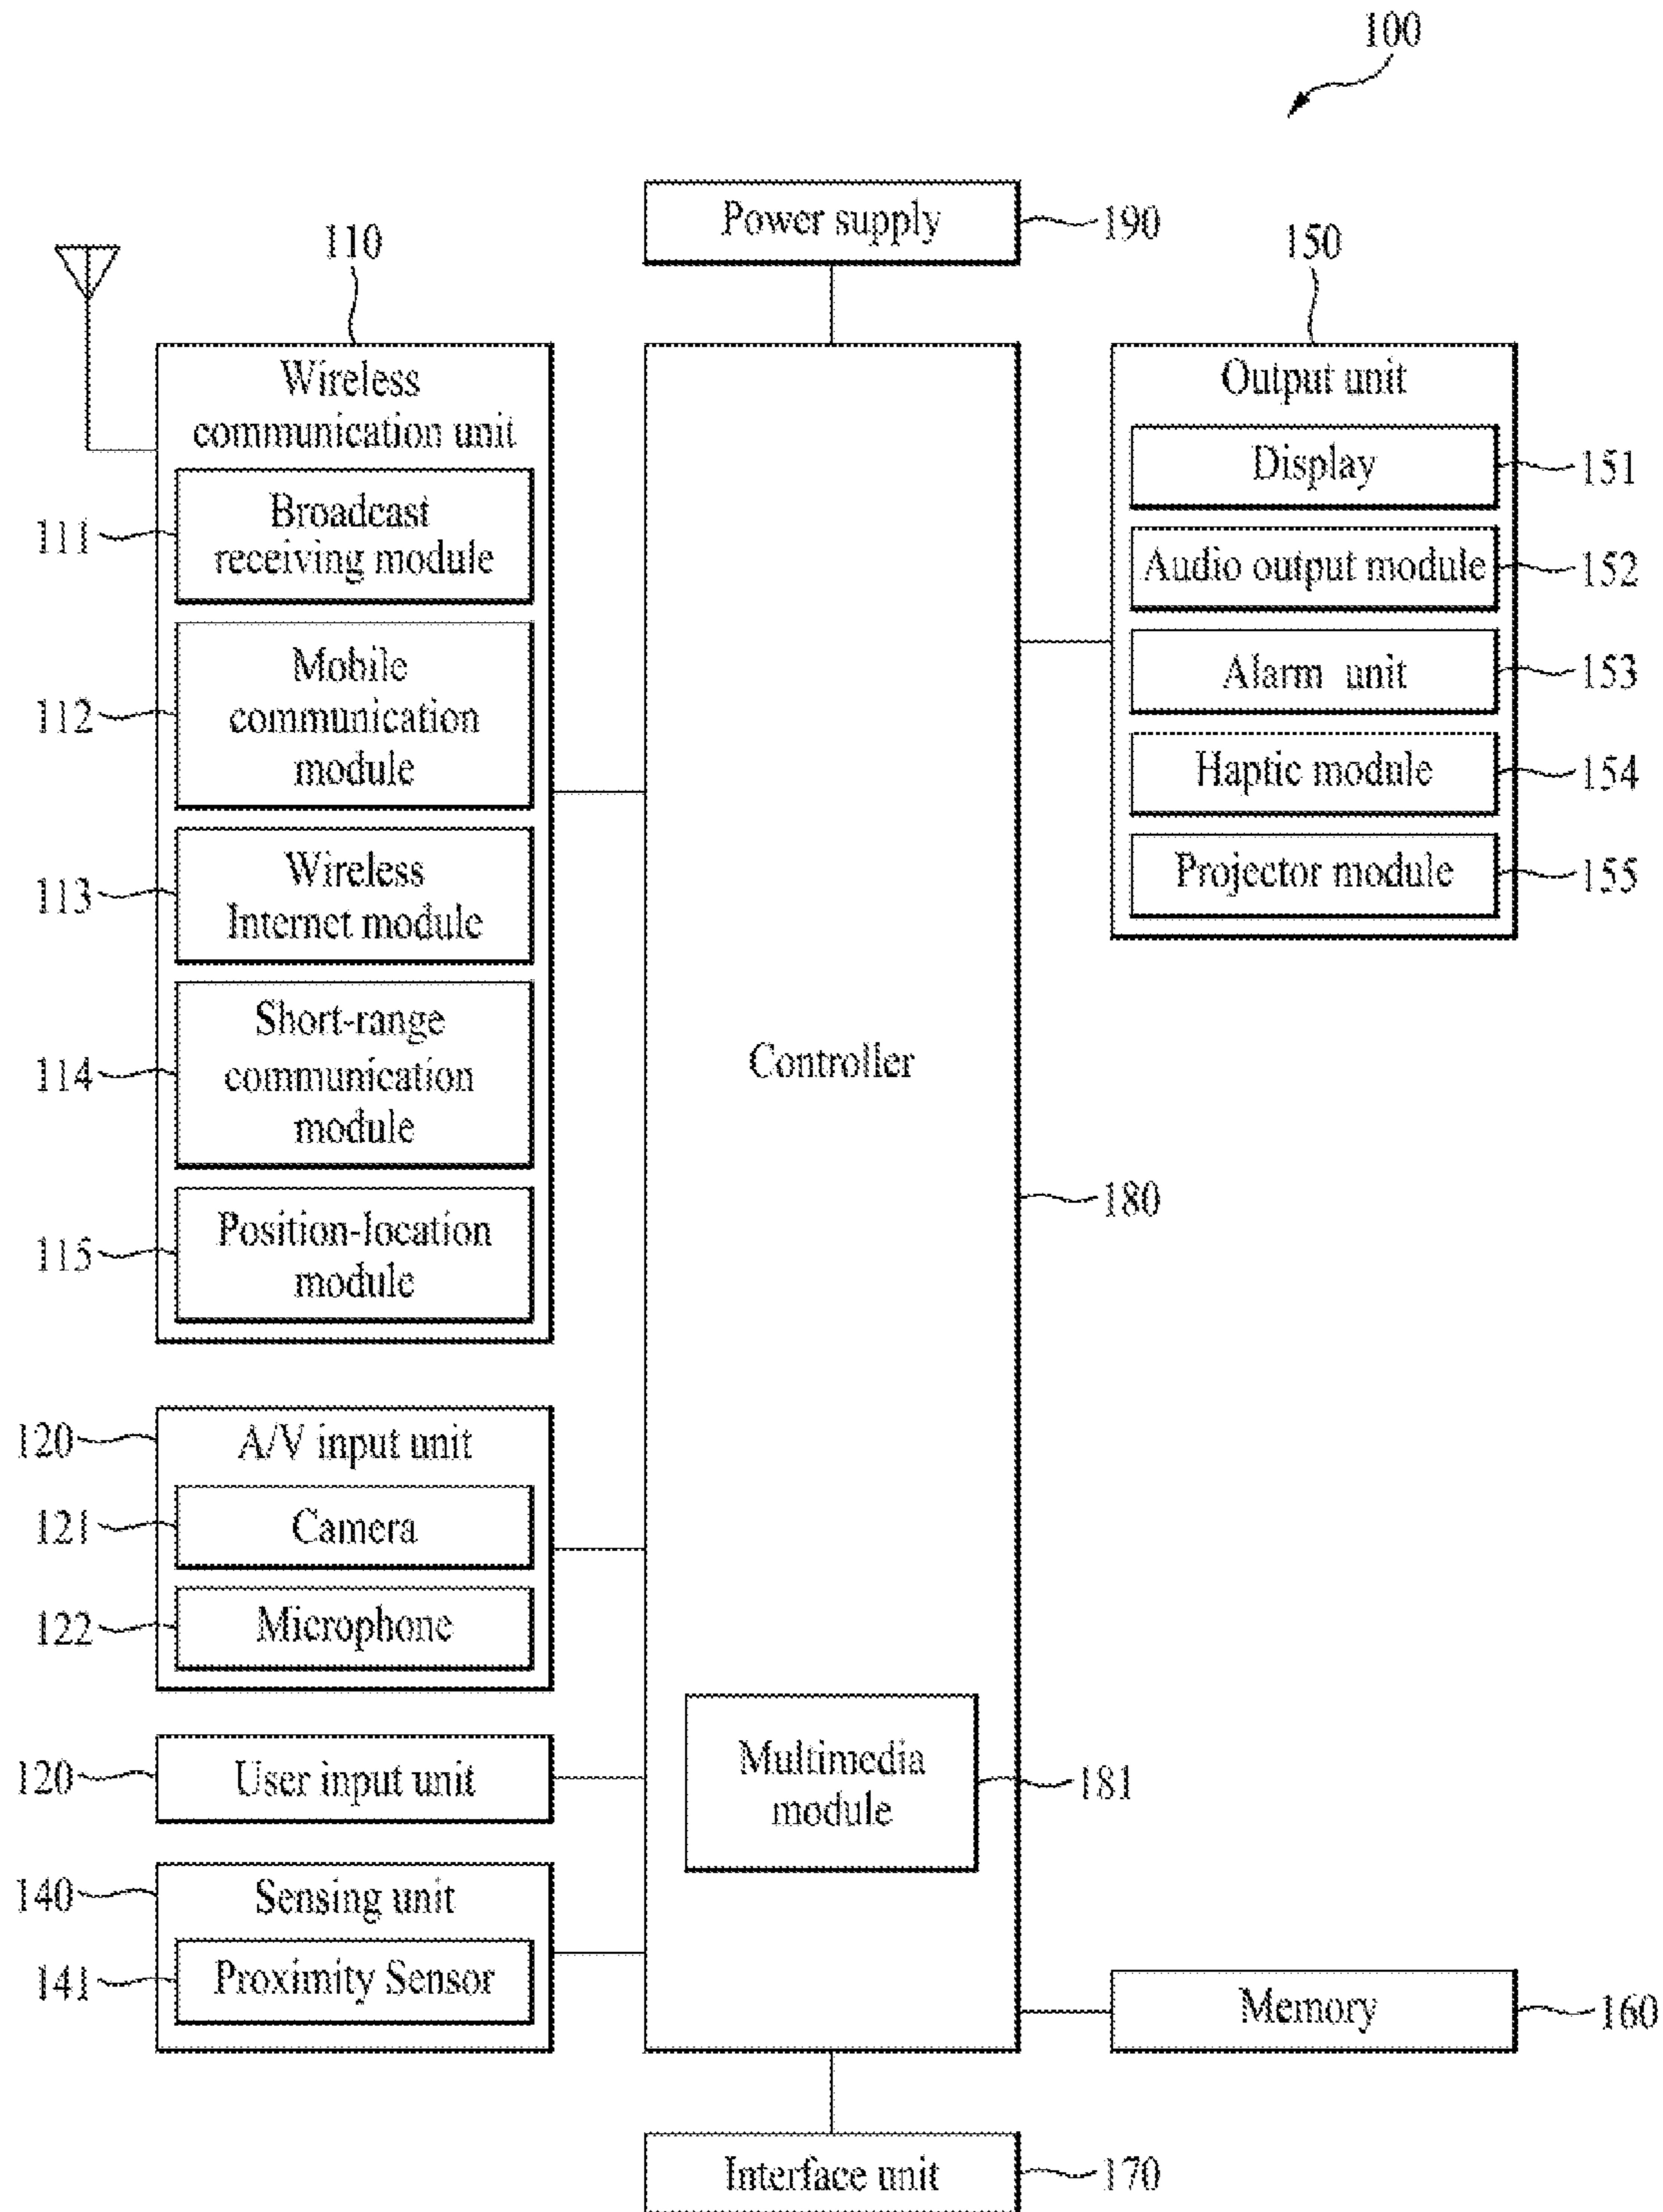 100
Power supply
190
110
150
Wireless
communication unit
Broadcast
receiving module
111
Mobile
communication
module
112
Wireless
Internet module
113
Short-range
communication
module
114
Position-location
module
115
Output unit
Display
151
Audio output module
152
Alarm unit
153
Haptic module
154
Projector module
155
Controller
180
120
A/V input unit
121
Camera
122
Microphone
120
User input unit
Multimedia
module
181
140
Sensing unit
141
Proximity Sensor
Memory
160
Interface unit
170